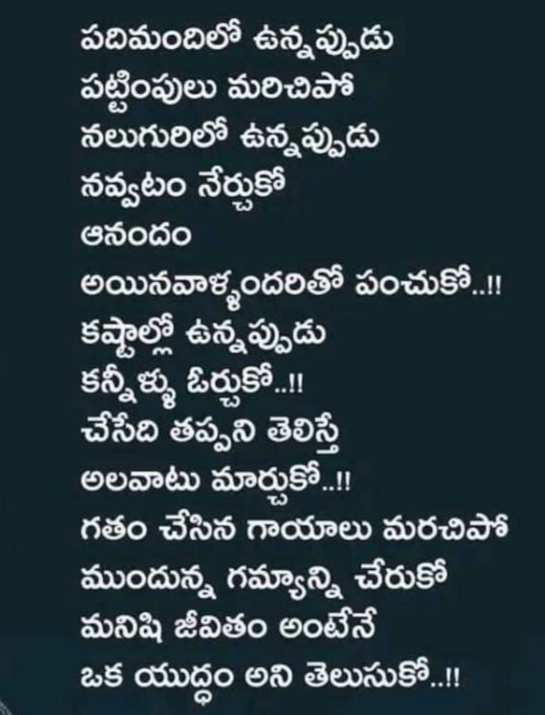 పదిమందిలో ఉన్నప్పుడు
పట్టింపులు మరిచిపో
నలుగురిలో ఉన్నప్పుడు
నవ్వటం నేర్చుకో
ఆనందం
అయినవాళ్ళందరితో పంచుకో..!!
కష్టాల్లో ఉన్నప్పుడు
కన్నీళ్ళు ఓర్చుకో..!!
చేసేది తప్పని తెలిస్తే
అలవాటు మార్చుకో..!!
గతం చేసిన గాయాలు మరచిపో
ముందున్న గమ్యాన్ని చేరుకో
మనిషి జీవితం అంటేనే
ఒక యుద్ధం అని తెలుసుకో..!!